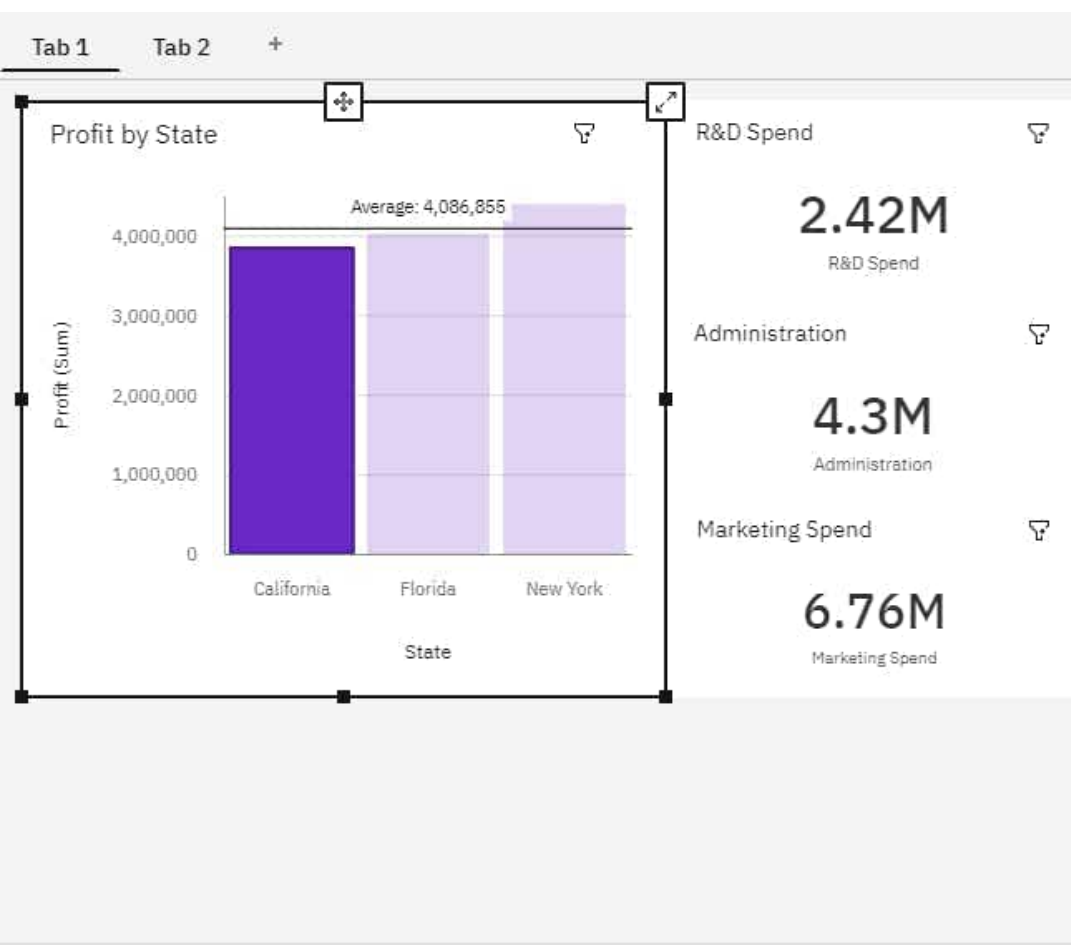 Tab 1 Tab 2 +
Profit by State
Average: 4,086,855
4,000,000
3,000,000
2,000,000
1,000,000
0
Profit (Sum)
California Florida New York
State
R&D Spend
2.42M
R&D Spend
Administration
4.3M
Administration
Marketing Spend
6.76M
Marketing Spend